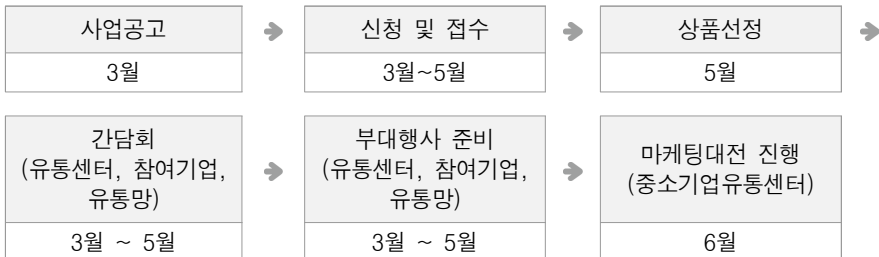 사업공고
신청 및 접수
상품선정
3월
3월~5월
5월
간담회
(유통센터, 참여기업,
유통망)
부대행사 준비
(유통센터, 참여기업,
유통망)
마케팅대전 진행
(중소기업유통센터)
3월 ~ 5월
3월 ~ 5월
6월